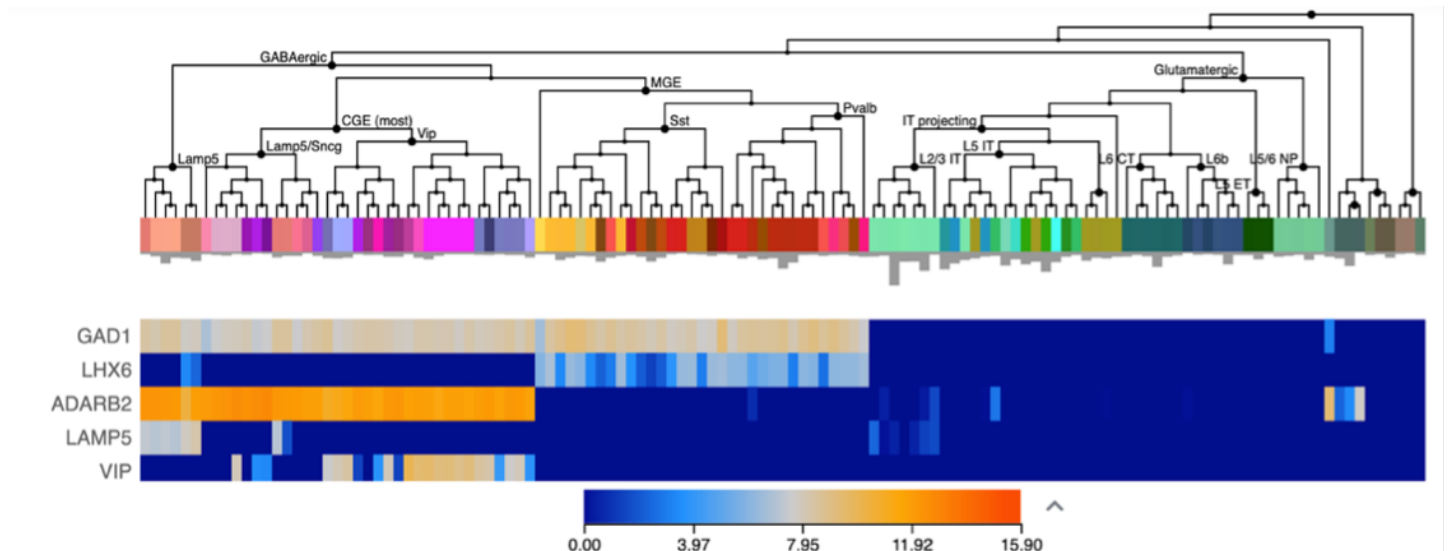 GABAergic
Glutamatergic
MGE
Pvalb
CGE (most)
Sst
IT projecting
Vip
Lamp5/Sncg
L5 IT
Lamp5
L2/3 IT
L6 CT
L6b
L5/6 NP
L5 ET
GAD1
LHX6
ADARB2
LAMP5
VIP
0.00 3.97 7.95 11.92 15.90